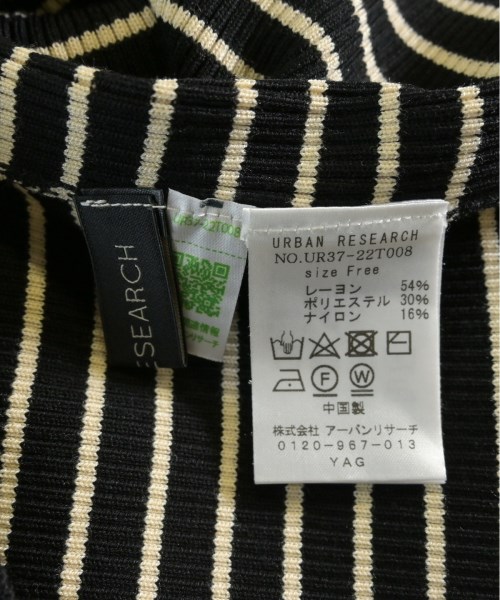 URBAN RESEARCH
NO.UR37-22T008
size Free
レーヨン 54%
ポリエステル 30%
ナイロン 16%
F W
中国製
株式会社 アーバンリサーチ
0120-967-013
YAG
UR37-22T008
RESEARCH